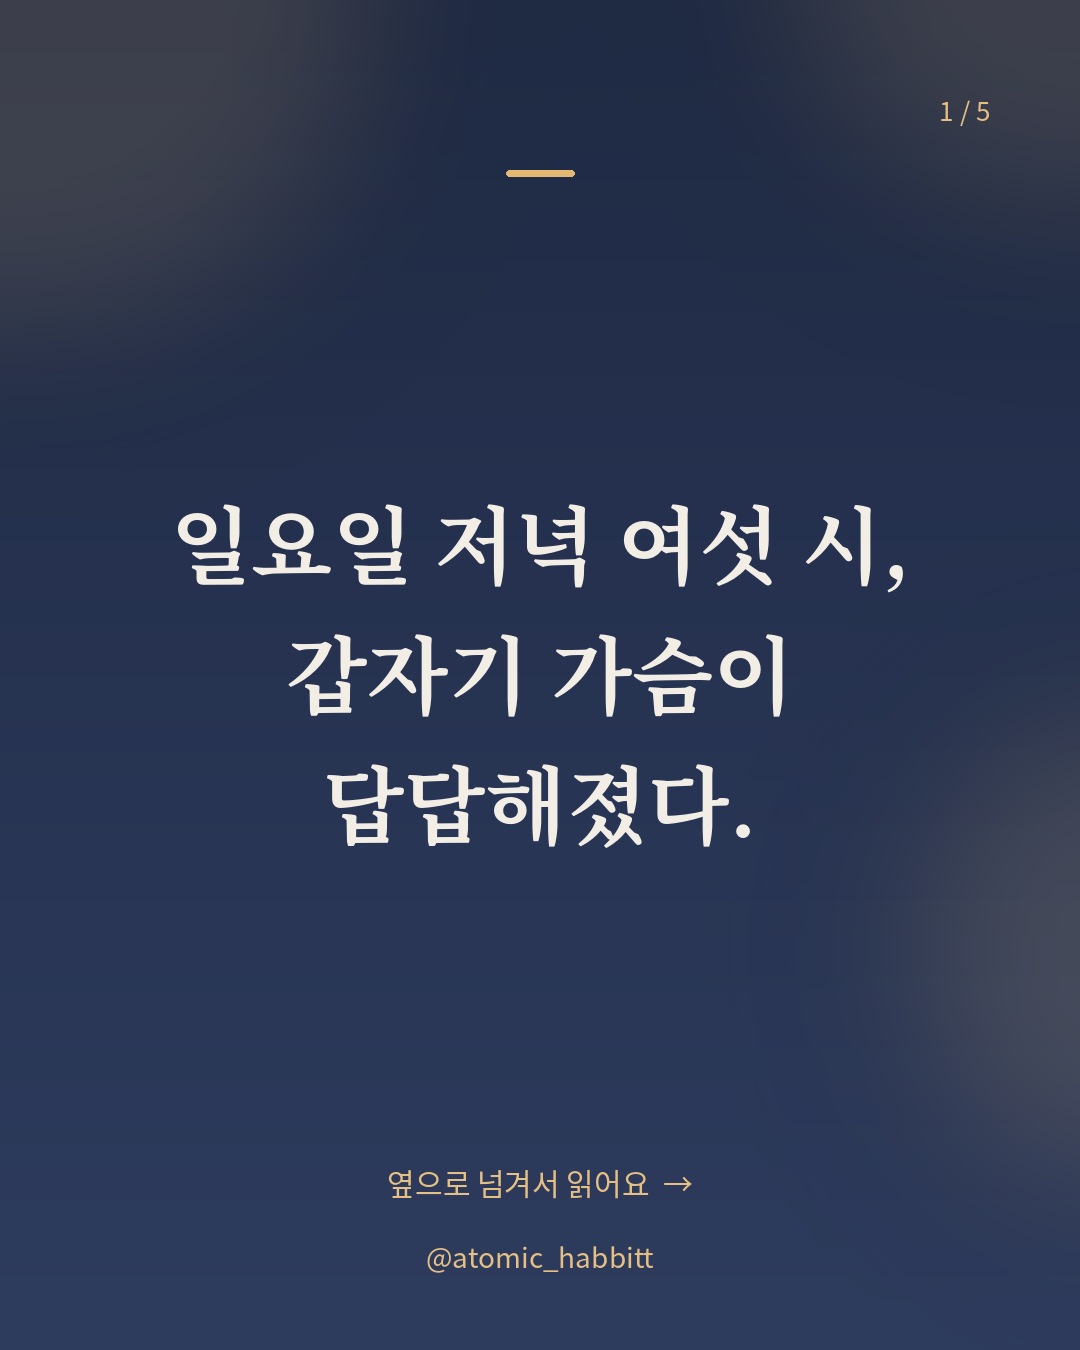 1 / 5
일요일 저녁 여섯 시,
갑자기 가슴이
답답해졌다.
옆으로 넘겨서 읽어요 →
@atomic_habbitt